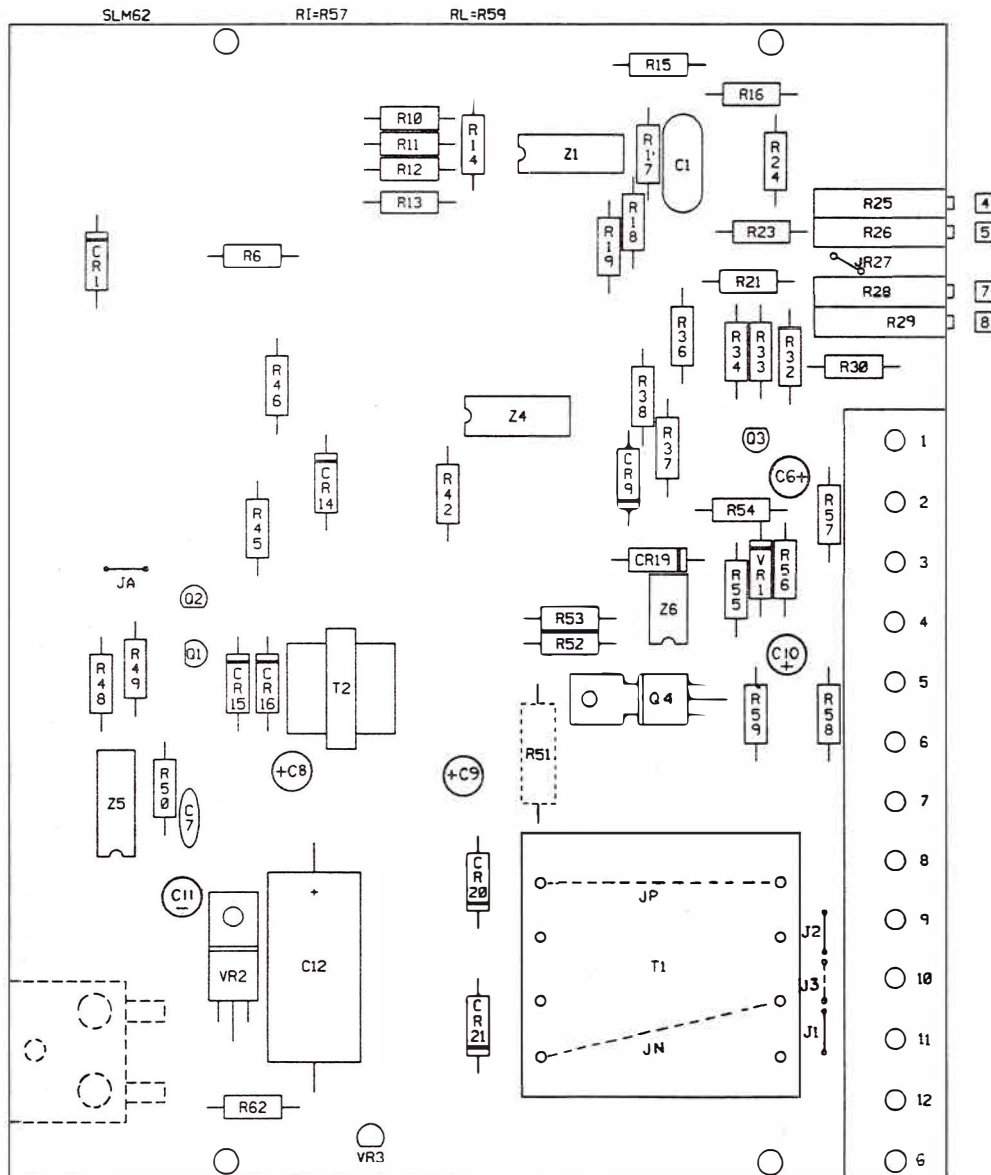 SLM62 RI=R57 RL=R59
R15
R16
R10
R11
R12
R13
R14
Z1
R17
C1
R24
R18
R19
R25 4
R26 5
R23
JR27
R28 7
R29 8
CR1
R6
R21
R36
R34
R33
R32
R30
R46
Z4
R38
R37
Q3
1
CR14
R42
CR9
C6+
R45
R54
R57
2
JA
CR19
R55
VR1
R56
3
Q2
Z6
R53
R52
4
Q1
C10
+
R48
R49
CR15
CR16
T2
Q4
R59
R58
5
R51
6
+C8
+C9
Z5
R50
C7
7
CR20
8
C11
-
+
JP
J2
9
VR2
C12
T1
J3
10
CR21
JN
J1
11
R62
12
VR3
G